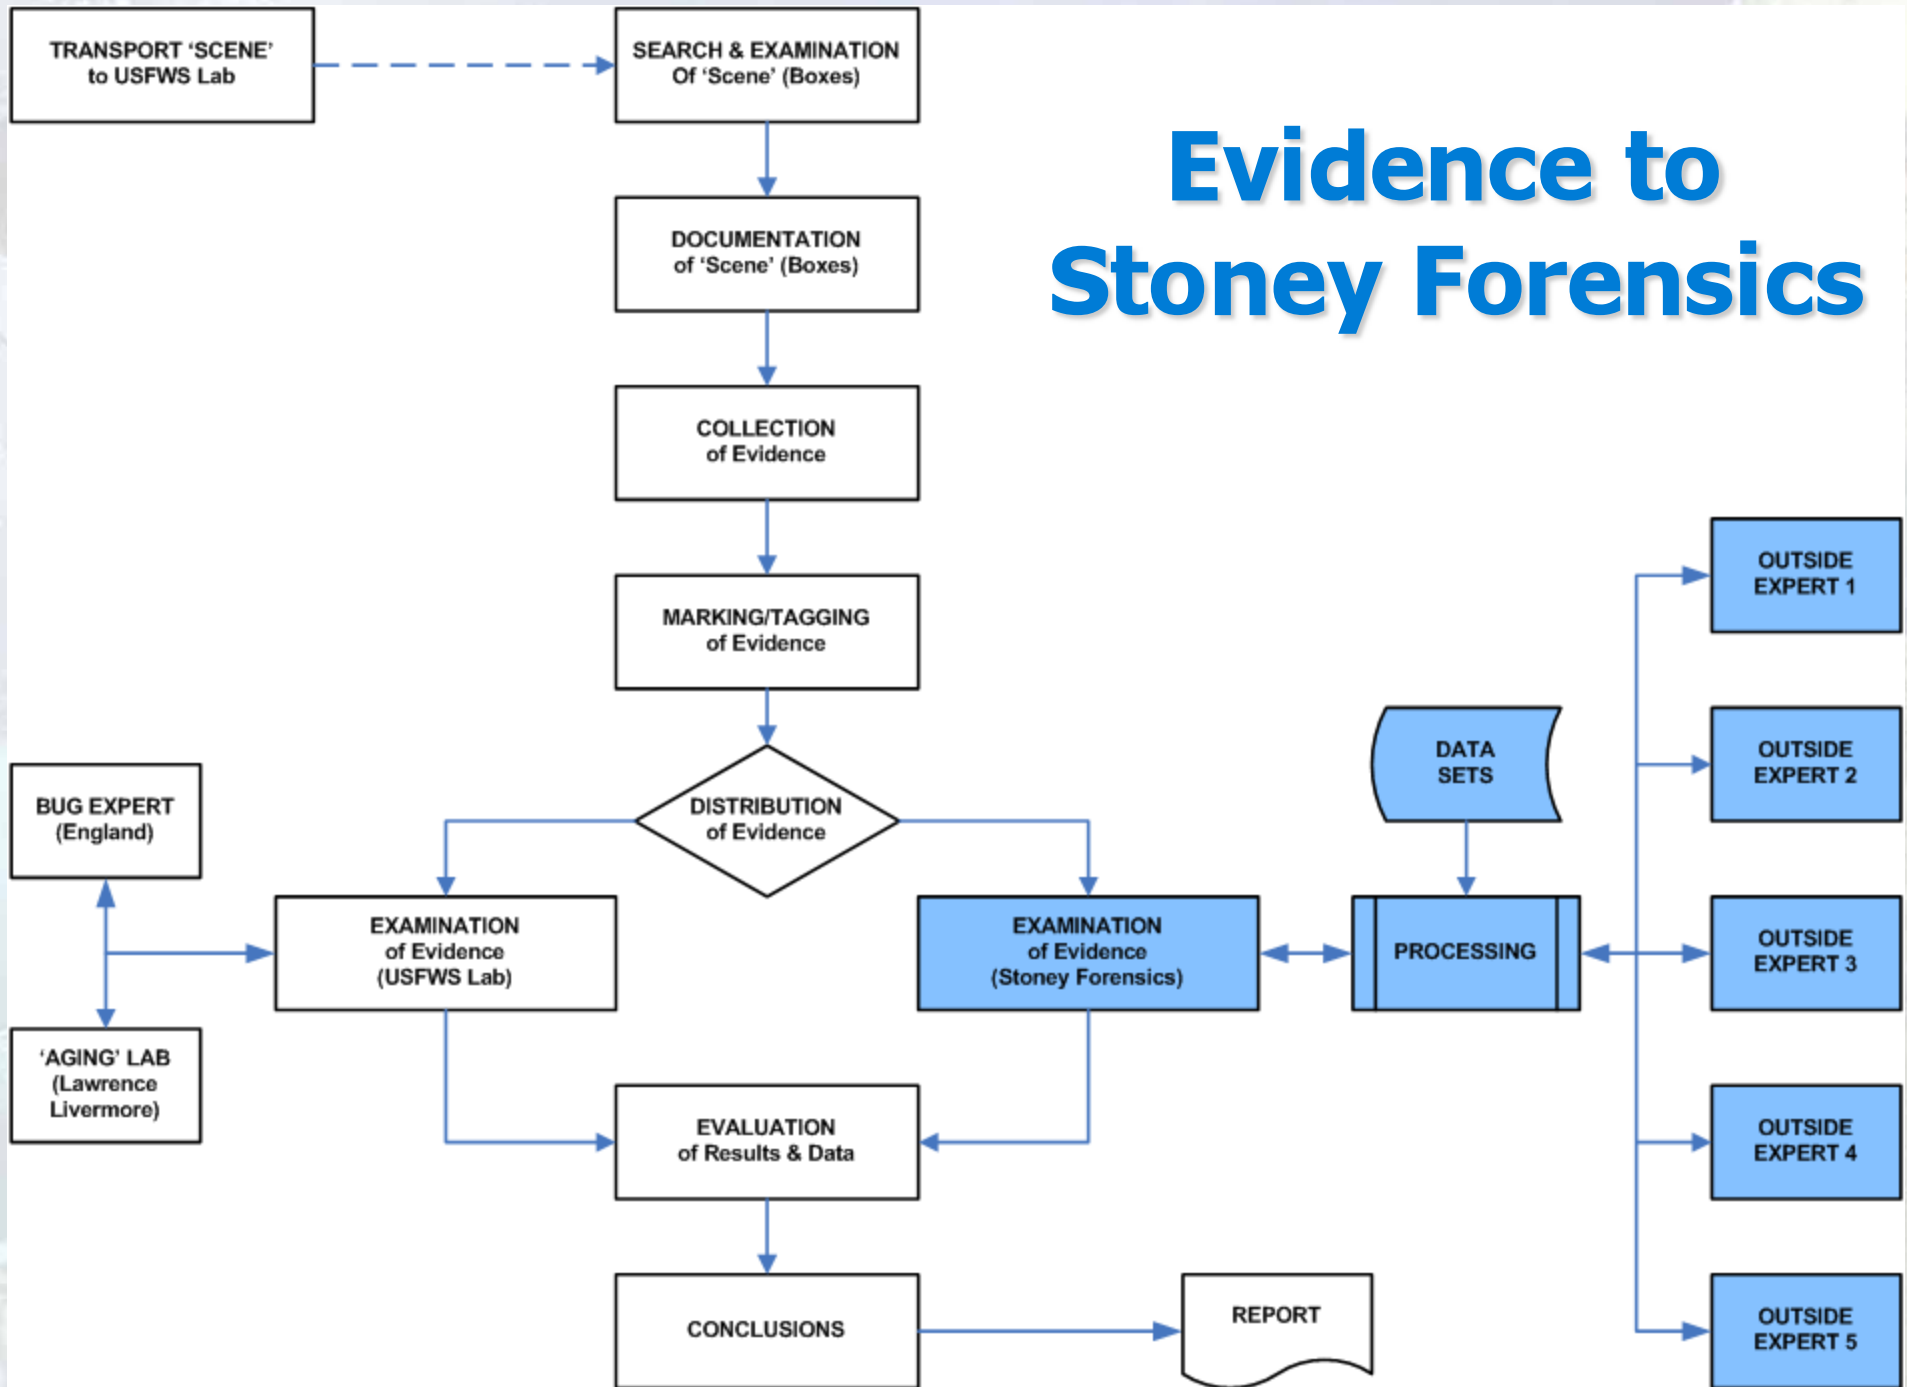 TRANSPORT ‘SCENE’
to USFWS Lab
SEARCH & EXAMINATION
Of ‘Scene’ (Boxes)
Evidence to
Stoney Forensics
DOCUMENTATION
of ‘Scene’ (Boxes)
COLLECTION
of Evidence
MARKING/TAGGING
of Evidence
DISTRIBUTION
of Evidence
BUG EXPERT
(England)
‘AGING’ LAB
(Lawrence
Livermore)
EXAMINATION
of Evidence
(USFWS Lab)
EXAMINATION
of Evidence
(Stoney Forensics)
DATA
SETS
PROCESSING
OUTSIDE
EXPERT 1
OUTSIDE
EXPERT 2
OUTSIDE
EXPERT 3
OUTSIDE
EXPERT 4
OUTSIDE
EXPERT 5
EVALUATION
of Results & Data
CONCLUSIONS
REPORT